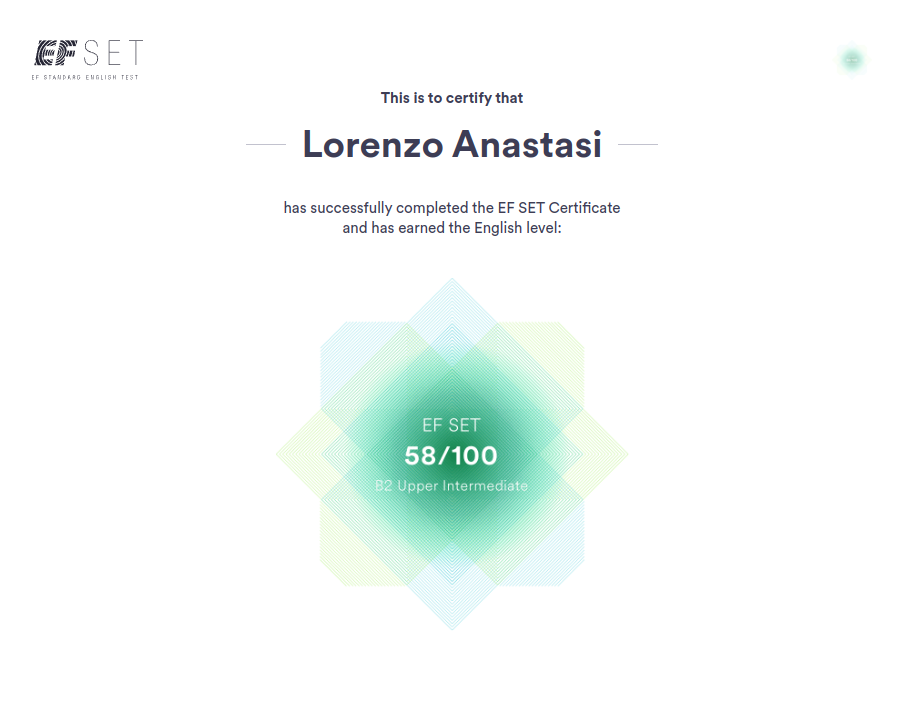 EF SET
EF STANDARD ENGLISH TEST
This is to certify that
Lorenzo Anastasi
has successfully completed the EF SET Certificate
and has earned the English level:
EF SET
58/100
B2 Upper Intermediate